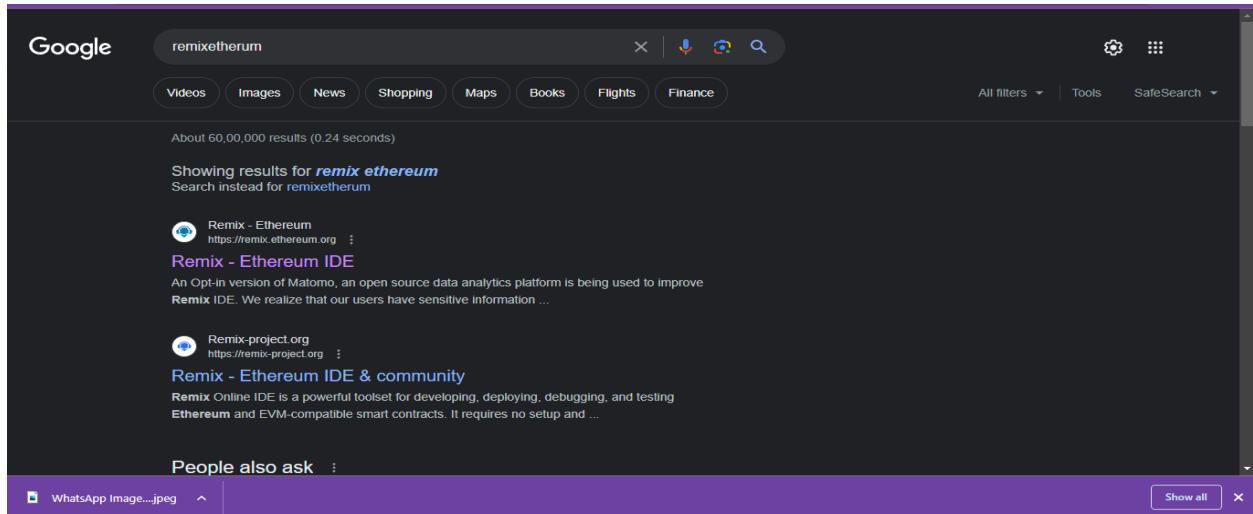 Google
remixetherum
Videos Images News Shopping Maps Books Flights Finance All filters Tools SafeSearch
About 60,00,000 results (0.24 seconds)
Showing results for remix ethereum
Search instead for remixetherum
Remix - Ethereum
https://remix.ethereum.org
Remix - Ethereum IDE
An Opt-in version of Matomo, an open source data analytics platform is being used to improve
Remix IDE. We realize that our users have sensitive information ...
Remix-project.org
https://remix-project.org
Remix - Ethereum IDE & community
Remix Online IDE is a powerful toolset for developing, deploying, debugging, and testing
Ethereum and EVM-compatible smart contracts. It requires no setup and ...
People also ask
WhatsApp Image....jpeg Show all